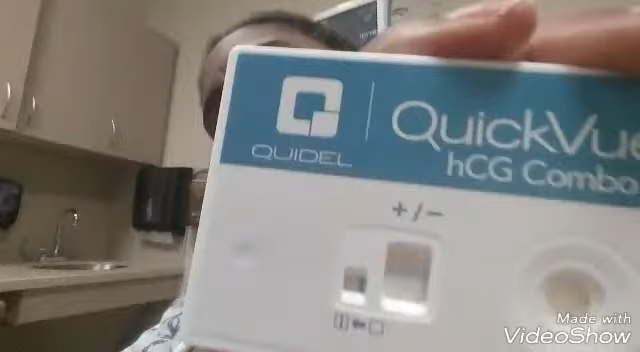 QUIDEL
QuickVue
hCG Combo
+/-
Made with
VideoShow